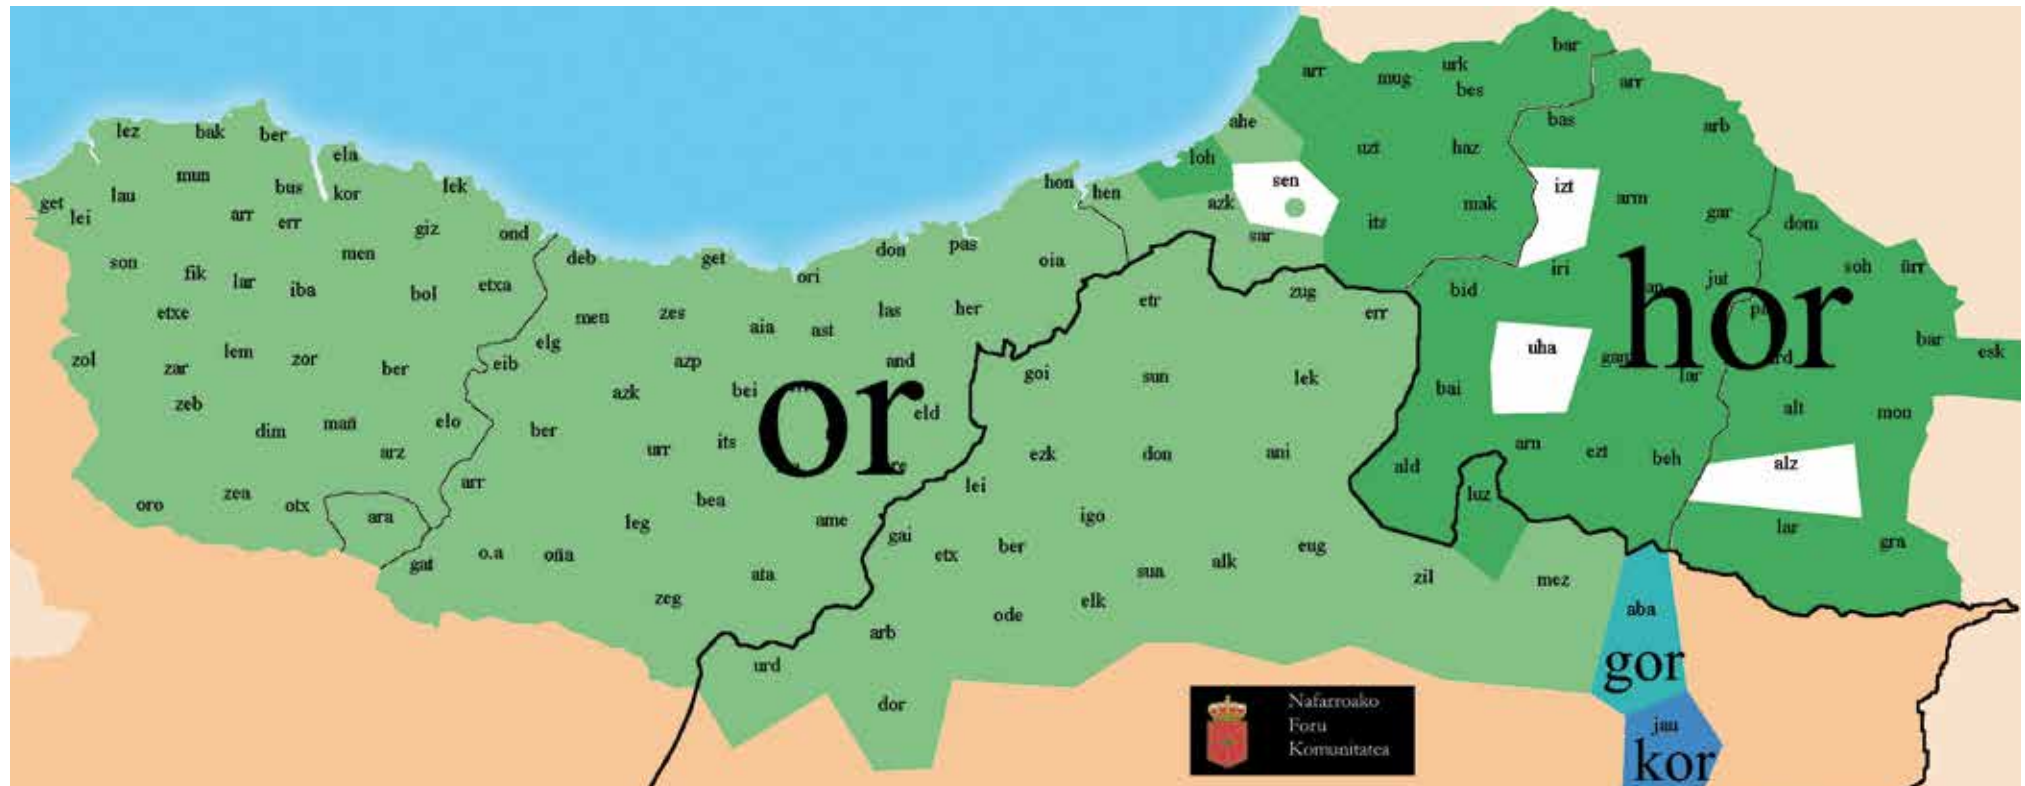 bar
arr
mug
urk
bes
arr
lez
bak
ber
ahe
bas
arb
ela
loh
uzt
haz
mun
bus
kor
lek
hon
hen
sen
izt
lau
get
lei
arr
err
azk
mak
arm
gar
giz
ond
its
dom
son
fik
lar
iba
men
bol
etxa
deb
get
ori
don
pas
oia
sar
zug
bid
iri
jut
soh
ürr
etxe
men
zes
aia
ast
las
her
etr
err
hor
bar
esk
zol
zar
lem
zor
ber
elg
eib
azp
and
goi
sun
lek
uha
lar
zeb
azk
bei
eld
bai
alt
mon
dim
mañ
elo
arz
ber
urr
its
or
ezk
don
ani
ald
arn
ezt
beh
alz
oro
zea
otx
ara
arr
leg
bea
ame
lei
igo
luz
lar
gra
gat
o.a
oña
ata
gai
etx
ber
sua
alk
eug
zil
mez
aba
zeg
arb
ode
elk
urd
gor
dor
Nafarroako
Foru
Komunitatea
jau
kor